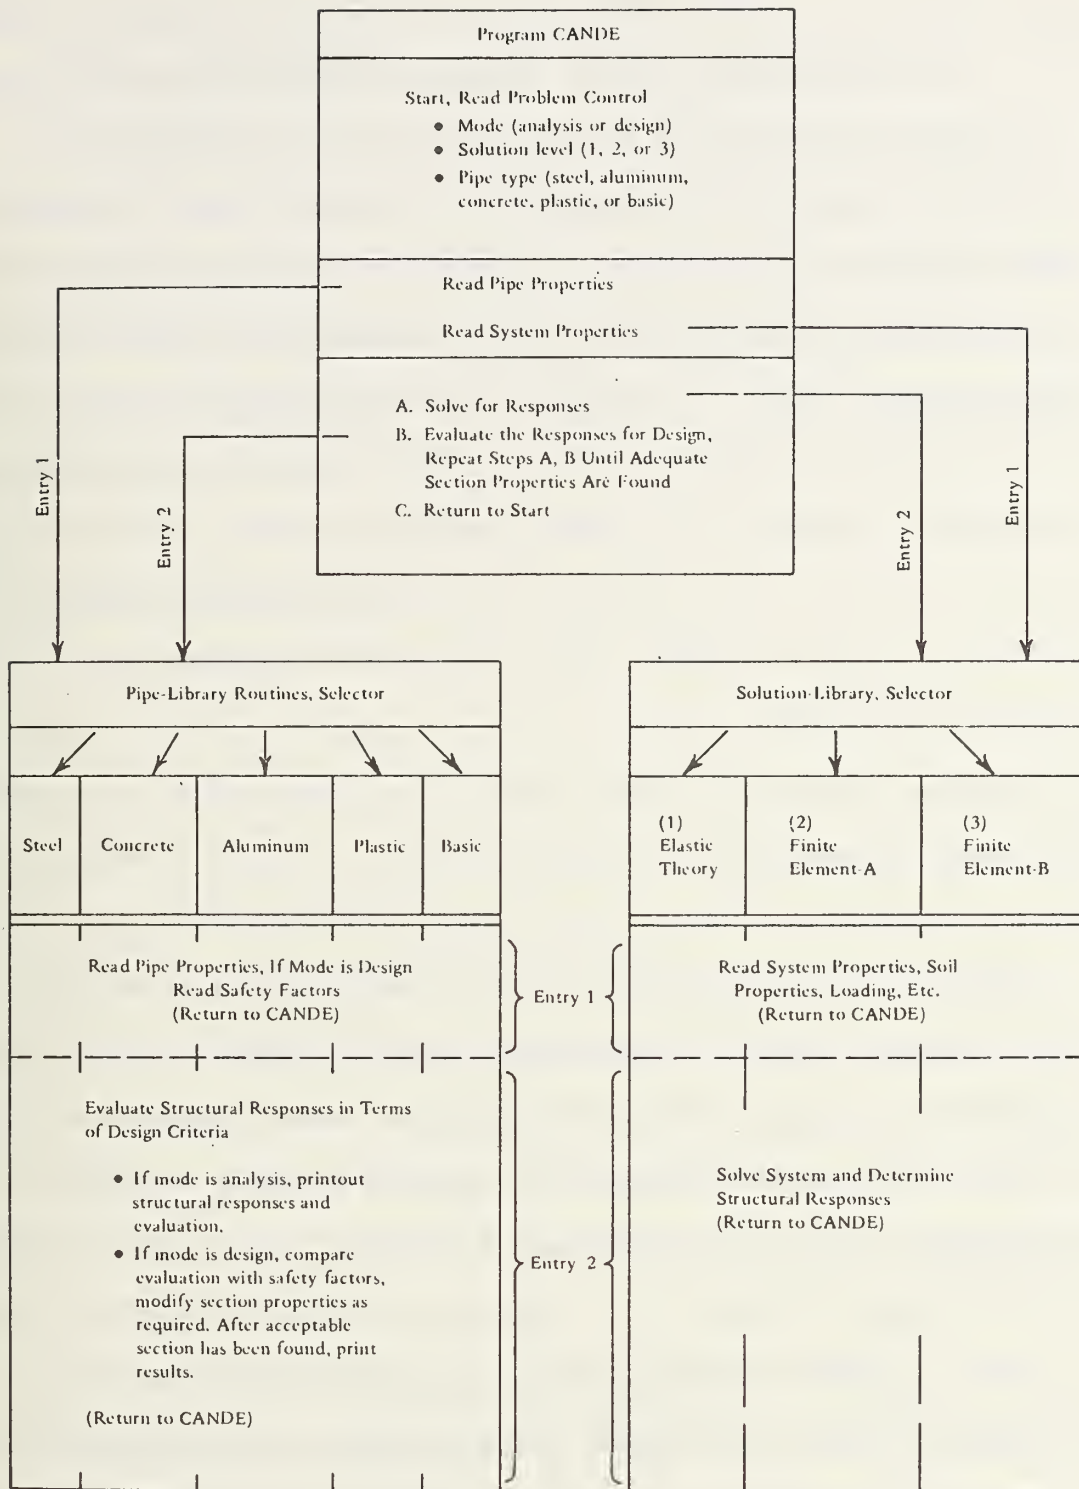 Program CANDE
Start, Read Problem Control
• Mode (analysis or design)
• Solution level (1, 2, or 3)
• Pipe type (steel, aluminum,
concrete, plastic, or basic)
Read Pipe Properties
Read System Properties
A. Solve for Responses
B. Evaluate the Responses for Design,
Repeat Steps A, B Until Adequate
Section Properties Are Found
C. Return to Start
Entry 1
Entry 2
Entry 2
Entry 1
Pipe-Library Routines, Selector
Steel
Concrete
Aluminum
Plastic
Basic
Solution-Library, Selector
(1)
Elastic
Theory
(2)
Finite
Element-A
(3)
Finite
Element-B
Read Pipe Properties, If Mode is Design
Read Safety Factors
(Return to CANDE)
Entry 1
Read System Properties, Soil
Properties, Loading, Etc.
(Return to CANDE)
Evaluate Structural Responses in Terms
of Design Criteria
• If mode is analysis, printout
structural responses and
evaluation.
• If mode is design, compare
evaluation with safety factors,
modify section properties as
required. After acceptable
section has been found, print
results.
(Return to CANDE)
Entry 2
Solve System and Determine
Structural Responses
(Return to CANDE)